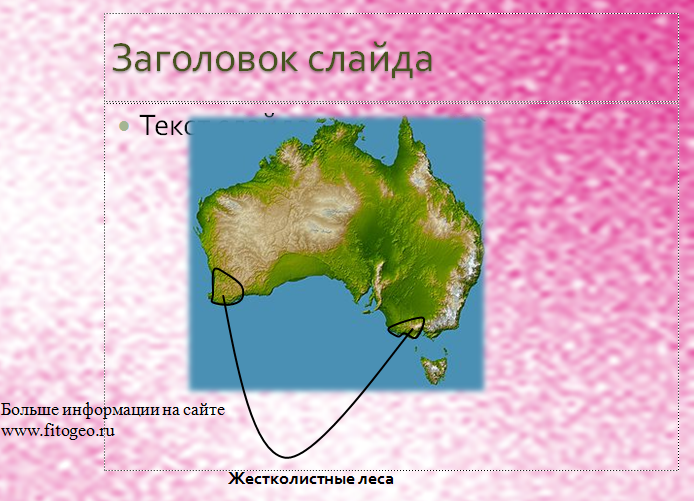 Заголовок слайда
Больше информации на сайте
www.fitogeo.ru
Жестколистные леса